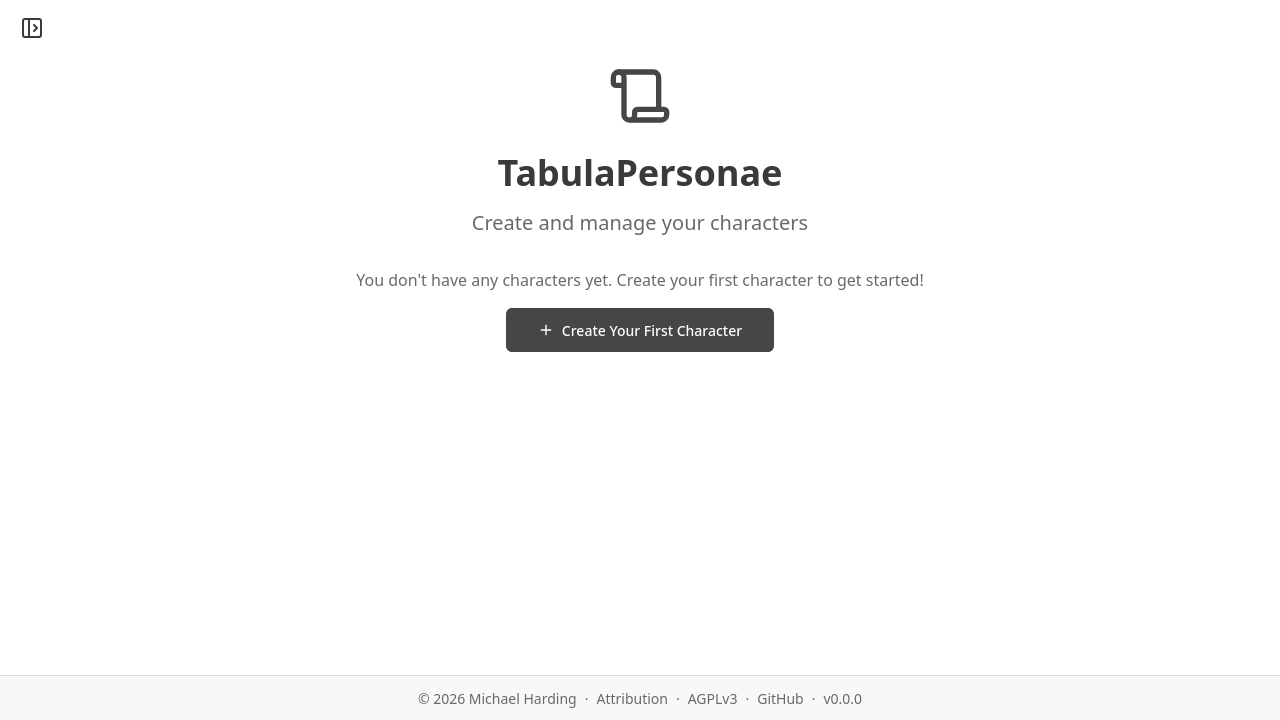 TabulaPersonae
Create and manage your characters
You don't have any characters yet. Create your first character to get started!
Create Your First Character
© 2026 Michael Harding · Attribution · AGPLv3 · GitHub · v0.0.0